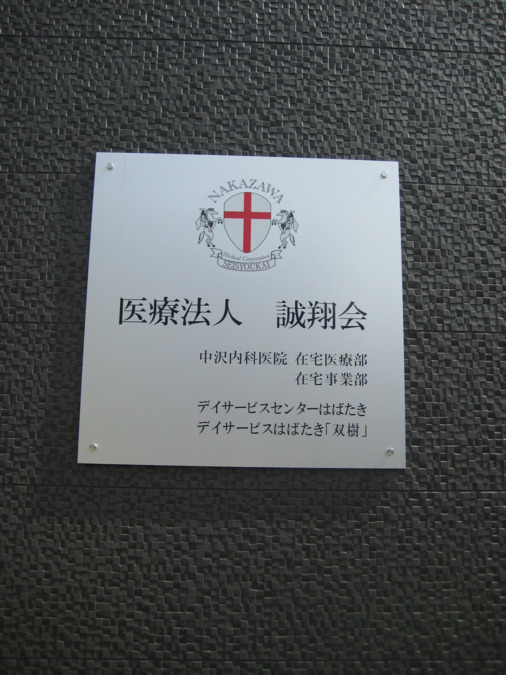 NAKAZAWA
Medical Corporation
SEISYOUKAI
医療法人　誠翔会
中沢内科医院 在宅医療部
在宅事業部
デイサービスセンターはばたき
デイサービスはばたき「双樹」